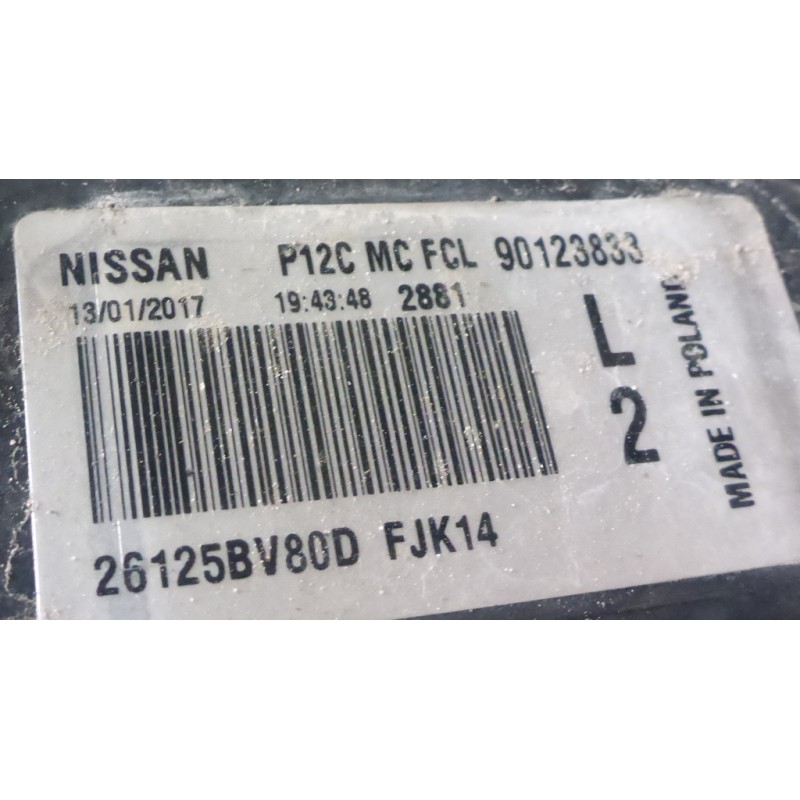 NISSAN P12C MC FCL 90123833
13/01/2017 19:43:48 2881
L
2
26125BV80D FJK14
MADE IN POLAND